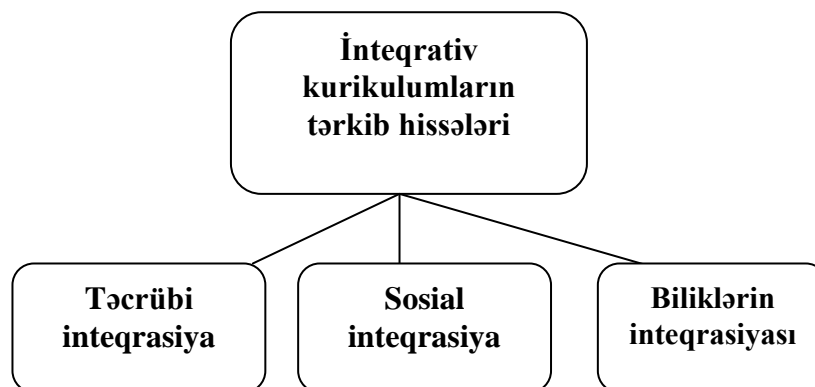 İnteqrativ
kurikulumların
tərkib hissələri
Təcrübi
inteqrasiya
Sosial
inteqrasiya
Biliklərin
inteqrasiyası